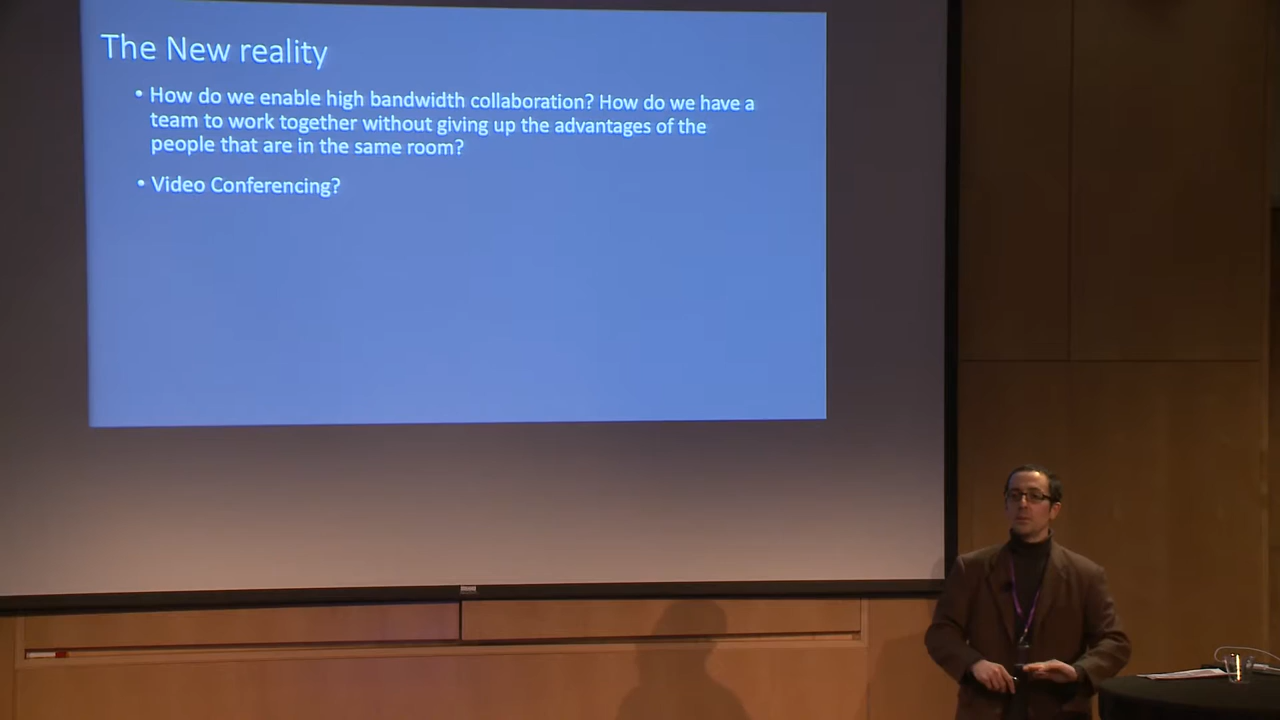 The New reality
• How do we enable high bandwidth collaboration? How do we have a
team to work together without giving up the advantages of the
people that are in the same room?
• Video Conferencing?